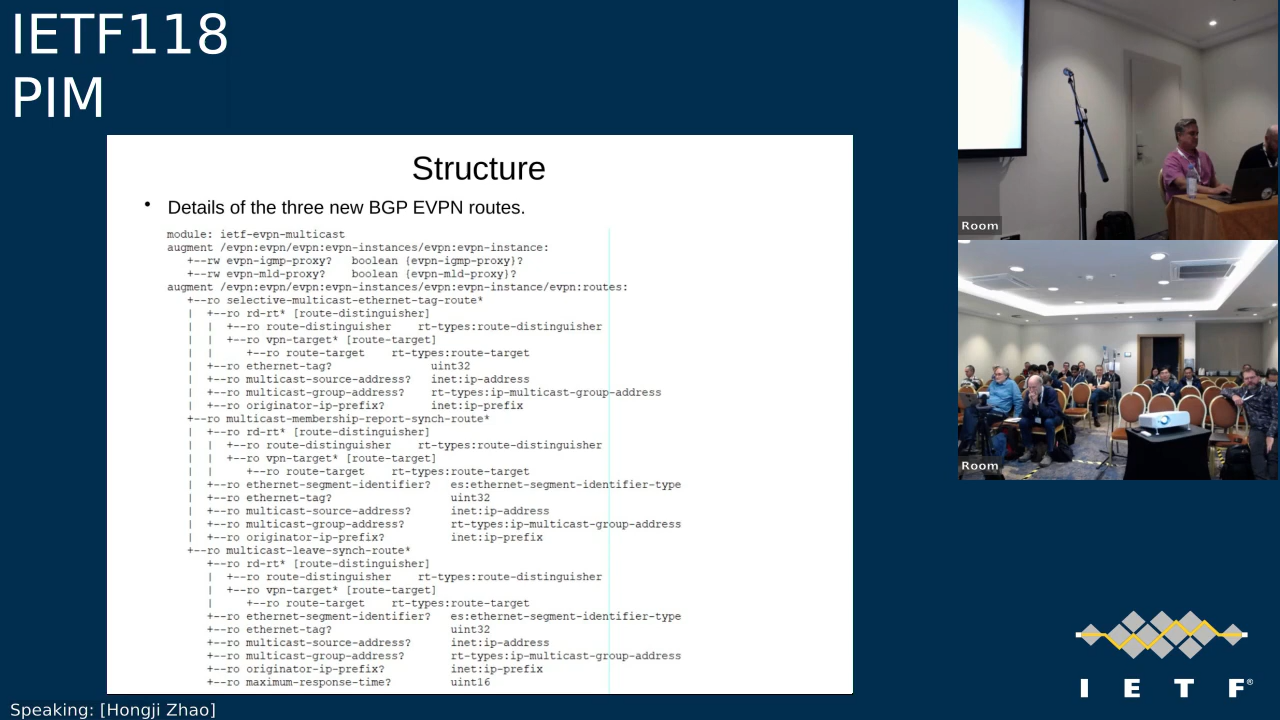 IETF118
PIM
Structure
• Details of the three new BGP EVPN routes.
module: ietf-evpn-multicast
augment /evpn:evpn/evpn:evpn-instances/evpn:evpn-instance:
   +--rw evpn-igmp-proxy?    boolean {evpn-igmp-proxy}?
   +--rw evpn-mld-proxy?    boolean {evpn-mld-proxy}?
augment /evpn:evpn/evpn:evpn-instances/evpn:evpn-instance/evpn:routes:
   +--ro selective-multicast-ethernet-tag-route*
   |  +--ro rd-rt* [route-distinguisher]
   |  |  +--ro route-distinguisher    rt-types:route-distinguisher
   |  |  +--ro vpn-target* [route-target]
   |  |     +--ro route-target    rt-types:route-target
   |  +--ro ethernet-tag?               uint32
   |  +--ro multicast-source-address?   inet:ip-address
   |  +--ro multicast-group-address?    rt-types:ip-multicast-group-address
   |  +--ro originator-ip-prefix?       inet:ip-prefix
   +--ro multicast-membership-report-synch-route*
   |  +--ro rd-rt* [route-distinguisher]
   |  |  +--ro route-distinguisher    rt-types:route-distinguisher
   |  |  +--ro vpn-target* [route-target]
   |  |     +--ro route-target    rt-types:route-target
   |  +--ro ethernet-segment-identifier?   es:ethernet-segment-identifier-type
   |  +--ro ethernet-tag?                  uint32
   |  +--ro multicast-source-address?      inet:ip-address
   |  +--ro multicast-group-address?       rt-types:ip-multicast-group-address
   |  +--ro originator-ip-prefix?          inet:ip-prefix
   +--ro multicast-leave-synch-route*
      +--ro rd-rt* [route-distinguisher]
      |  +--ro route-distinguisher    rt-types:route-distinguisher
      |  +--ro vpn-target* [route-target]
      |     +--ro route-target    rt-types:route-target
      +--ro ethernet-segment-identifier?   es:ethernet-segment-identifier-type
      +--ro ethernet-tag?                  uint32
      +--ro multicast-source-address?      inet:ip-address
      +--ro multicast-group-address?       rt-types:ip-multicast-group-address
      +--ro originator-ip-prefix?          inet:ip-prefix
      +--ro maximum-response-time?         uint16
Room
Room
I E T F®
Speaking: [Hongji Zhao]